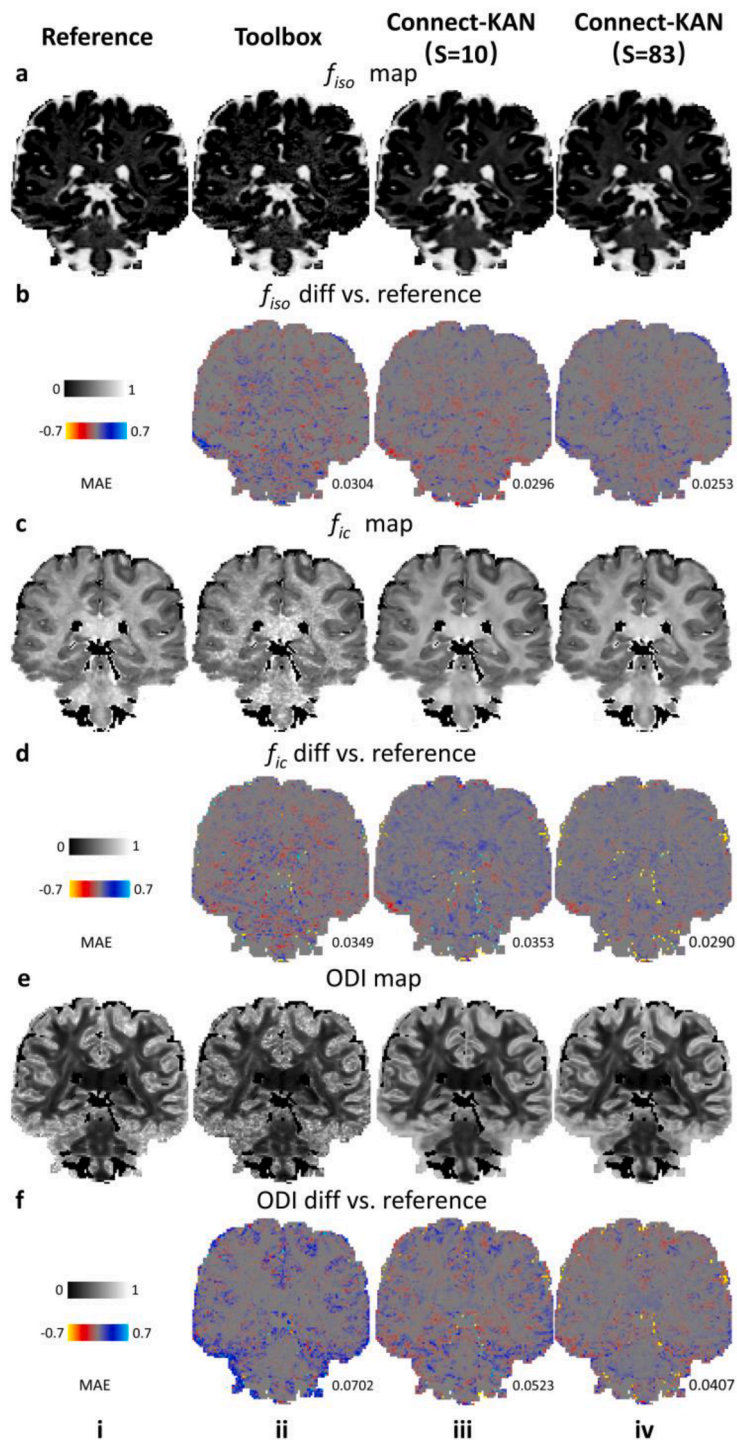 Reference Toolbox Connect-KAN (S=10) Connect-KAN (S=83)
a
f_iso map
b
f_iso diff vs. reference
0 1
-0.7 0.7
MAE 0.0304 0.0296 0.0253
c
f_ic map
d
f_ic diff vs. reference
0 1
-0.7 0.7
MAE 0.0349 0.0353 0.0290
e
ODI map
f
ODI diff vs. reference
0 1
-0.7 0.7
MAE 0.0702 0.0523 0.0407
i ii iii iv